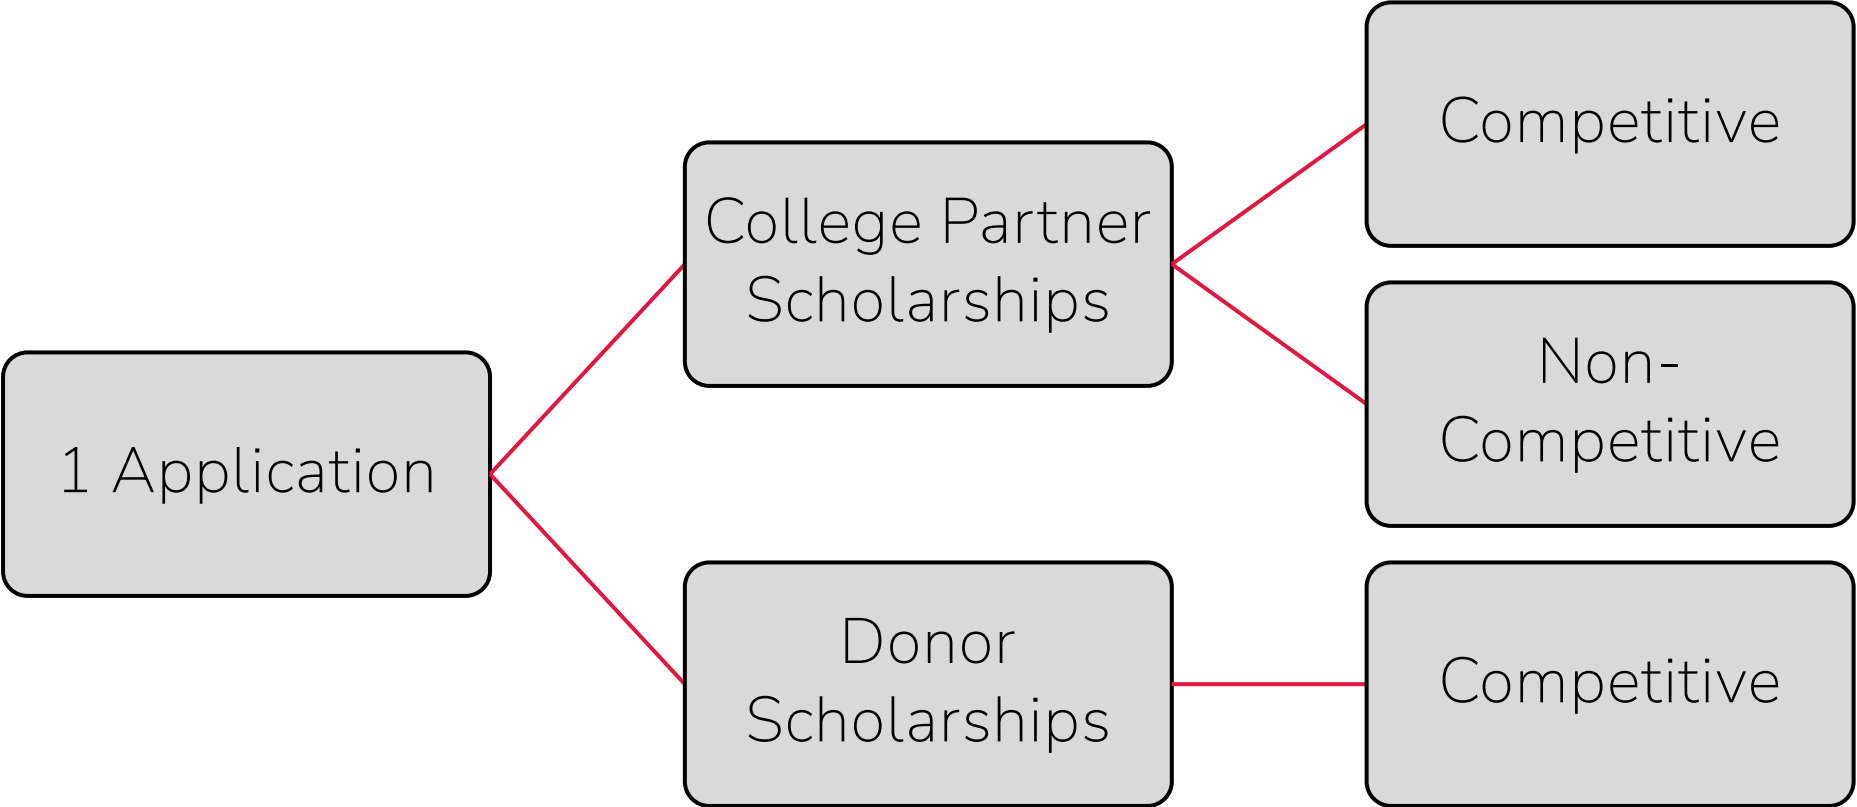 1 Application
College Partner
Scholarships
Competitive
Non-
Competitive
Donor
Scholarships
Competitive